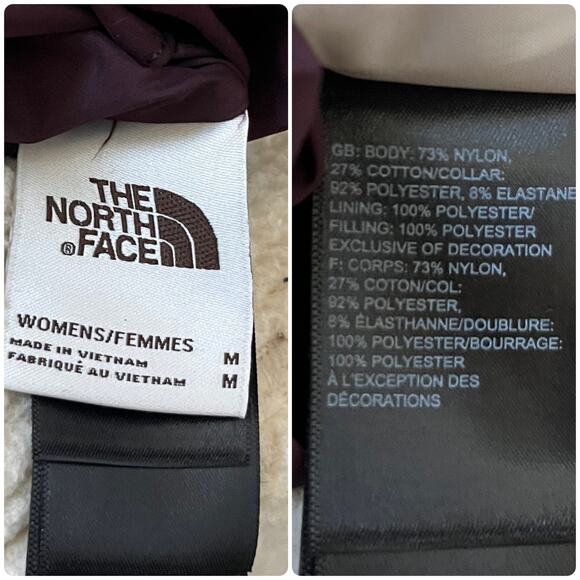 THE
NORTH
FACE®
WOMENS/FEMMES
MADE IN VIETNAM M
FABRIQUÉ AU VIETNAM M
GB: BODY: 73% NYLON,
27% COTTON/COLLAR:
92% POLYESTER, 8% ELASTANE
LINING: 100% POLYESTER/
FILLING: 100% POLYESTER
EXCLUSIVE OF DECORATION
F: CORPS: 73% NYLON,
27% COTON/COL:
92% POLYESTER,
8% ÉLASTHANNE/DOUBLURE:
100% POLYESTER/BOURRAGE:
100% POLYESTER
À L'EXCEPTION DES
DÉCORATIONS